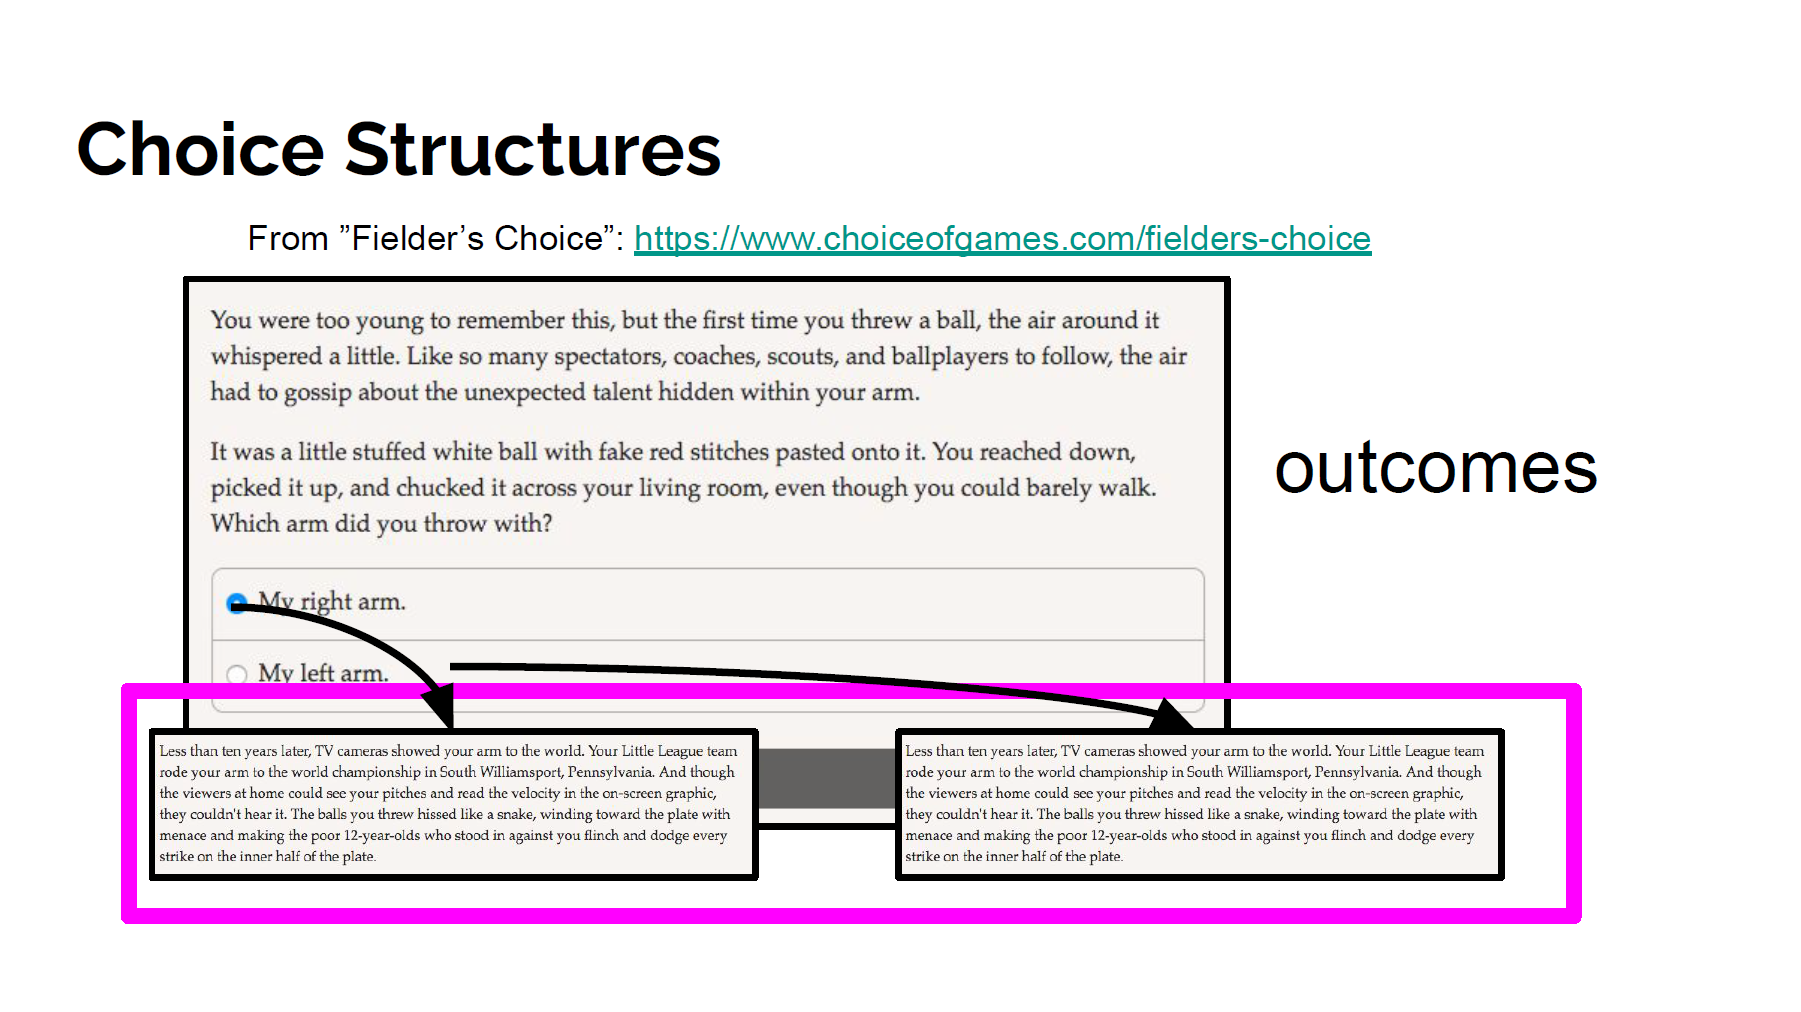 Choice Structures
From ”Fielder’s Choice”: https://www.choiceofgames.com/fielders-choice
You were too young to remember this, but the first time you threw a ball, the air around it
whispered a little. Like so many spectators, coaches, scouts, and ballplayers to follow, the air
had to gossip about the unexpected talent hidden within your arm.
It was a little stuffed white ball with fake red stitches pasted onto it. You reached down,
picked it up, and chucked it across your living room, even though you could barely walk.
Which arm did you throw with?
outcomes
My right arm.
My left arm.
Less than ten years later, TV cameras showed your arm to the world. Your Little League team
rode your arm to the world championship in South Williamsport, Pennsylvania. And though
the viewers at home could see your pitches and read the velocity in the on-screen graphic,
they couldn't hear it. The balls you threw hissed like a snake, winding toward the plate with
menace and making the poor 12-year-olds who stood in against you flinch and dodge every
strike on the inner half of the plate.
Less than ten years later, TV cameras showed your arm to the world. Your Little League team
rode your arm to the world championship in South Williamsport, Pennsylvania. And though
the viewers at home could see your pitches and read the velocity in the on-screen graphic,
they couldn't hear it. The balls you threw hissed like a snake, winding toward the plate with
menace and making the poor 12-year-olds who stood in against you flinch and dodge every
strike on the inner half of the plate.